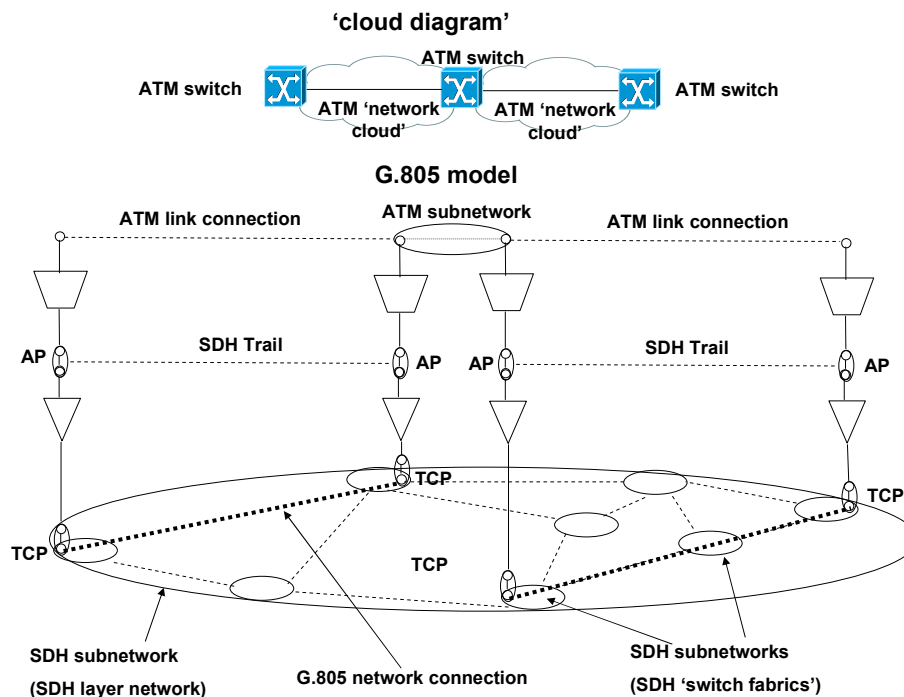 ‘cloud diagram’
ATM switch
ATM switch
ATM switch
ATM ‘network
cloud’
ATM ‘network
cloud’
G.805 model
ATM link connection
ATM subnetwork
ATM link connection
AP
SDH Trail
AP
AP
SDH Trail
AP
TCP
TCP
TCP
TCP
SDH subnetwork
(SDH layer network)
G.805 network connection
SDH subnetworks
(SDH ‘switch fabrics’)